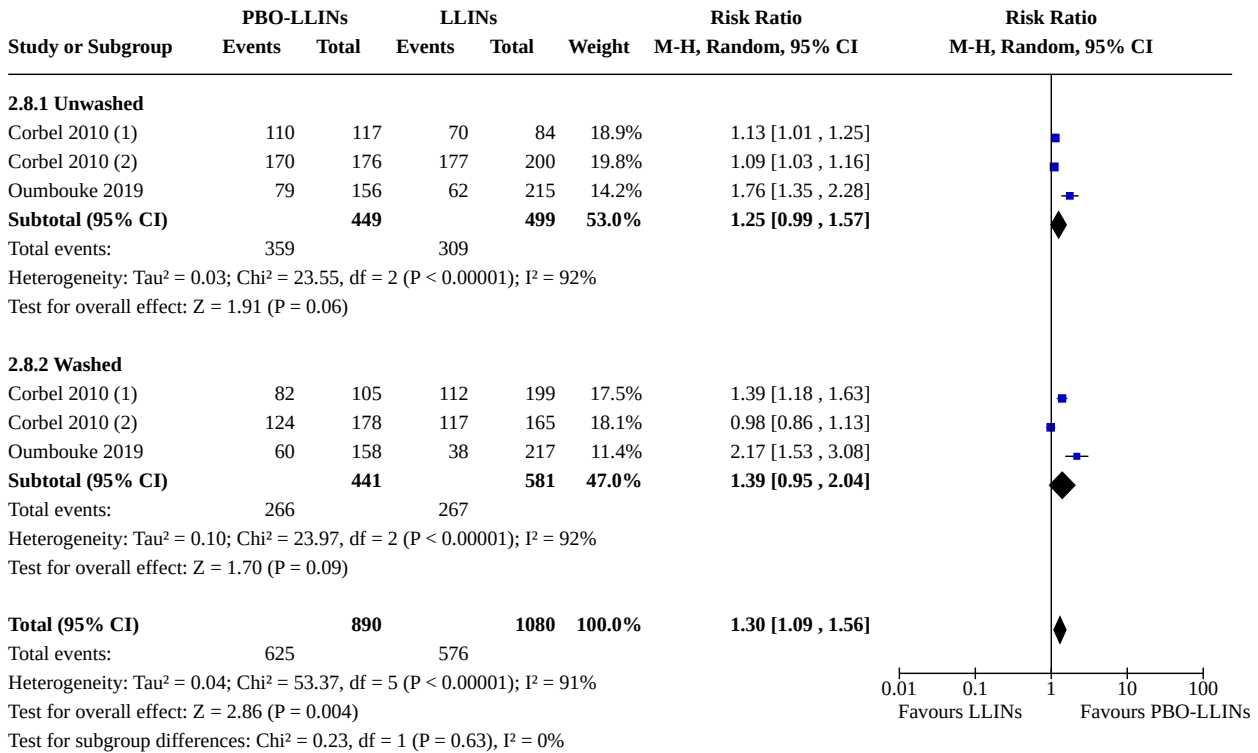 PBO-LLINs LLINs Risk Ratio Risk Ratio
Study or Subgroup Events Total Events Total Weight M-H, Random, 95% CI M-H, Random, 95% CI
2.8.1 Unwashed
Corbel 2010 (1) 110 117 70 84 18.9% 1.13 [1.01 , 1.25]
Corbel 2010 (2) 170 176 177 200 19.8% 1.09 [1.03 , 1.16]
Oumbouke 2019 79 156 62 215 14.2% 1.76 [1.35 , 2.28]
Subtotal (95% CI) 449 499 53.0% 1.25 [0.99 , 1.57]
Total events: 359 309
Heterogeneity: Tau² = 0.03; Chi² = 23.55, df = 2 (P < 0.00001); I² = 92%
Test for overall effect: Z = 1.91 (P = 0.06)
2.8.2 Washed
Corbel 2010 (1) 82 105 112 199 17.5% 1.39 [1.18 , 1.63]
Corbel 2010 (2) 124 178 117 165 18.1% 0.98 [0.86 , 1.13]
Oumbouke 2019 60 158 38 217 11.4% 2.17 [1.53 , 3.08]
Subtotal (95% CI) 441 581 47.0% 1.39 [0.95 , 2.04]
Total events: 266 267
Heterogeneity: Tau² = 0.10; Chi² = 23.97, df = 2 (P < 0.00001); I² = 92%
Test for overall effect: Z = 1.70 (P = 0.09)
Total (95% CI) 890 1080 100.0% 1.30 [1.09 , 1.56]
Total events: 625 576
Heterogeneity: Tau² = 0.04; Chi² = 53.37, df = 5 (P < 0.00001); I² = 91%
0.01 0.1 1 10 100
Test for overall effect: Z = 2.86 (P = 0.004)
Favours LLINs Favours PBO-LLINs
Test for subgroup differences: Chi² = 0.23, df = 1 (P = 0.63), I² = 0%